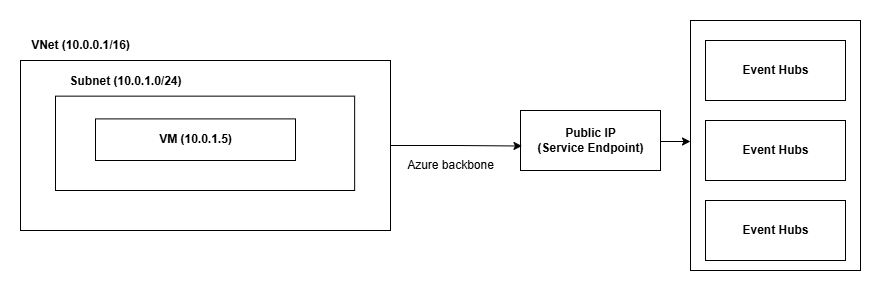 VNet (10.0.0.1/16)
Subnet (10.0.1.0/24)
VM (10.0.1.5)
Azure backbone
Public IP
(Service Endpoint)
Event Hubs
Event Hubs
Event Hubs